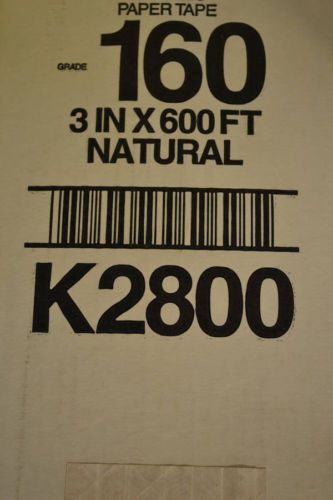 PAPER TAPE
GRADE 160
3 IN X 600 FT
NATURAL
K2800